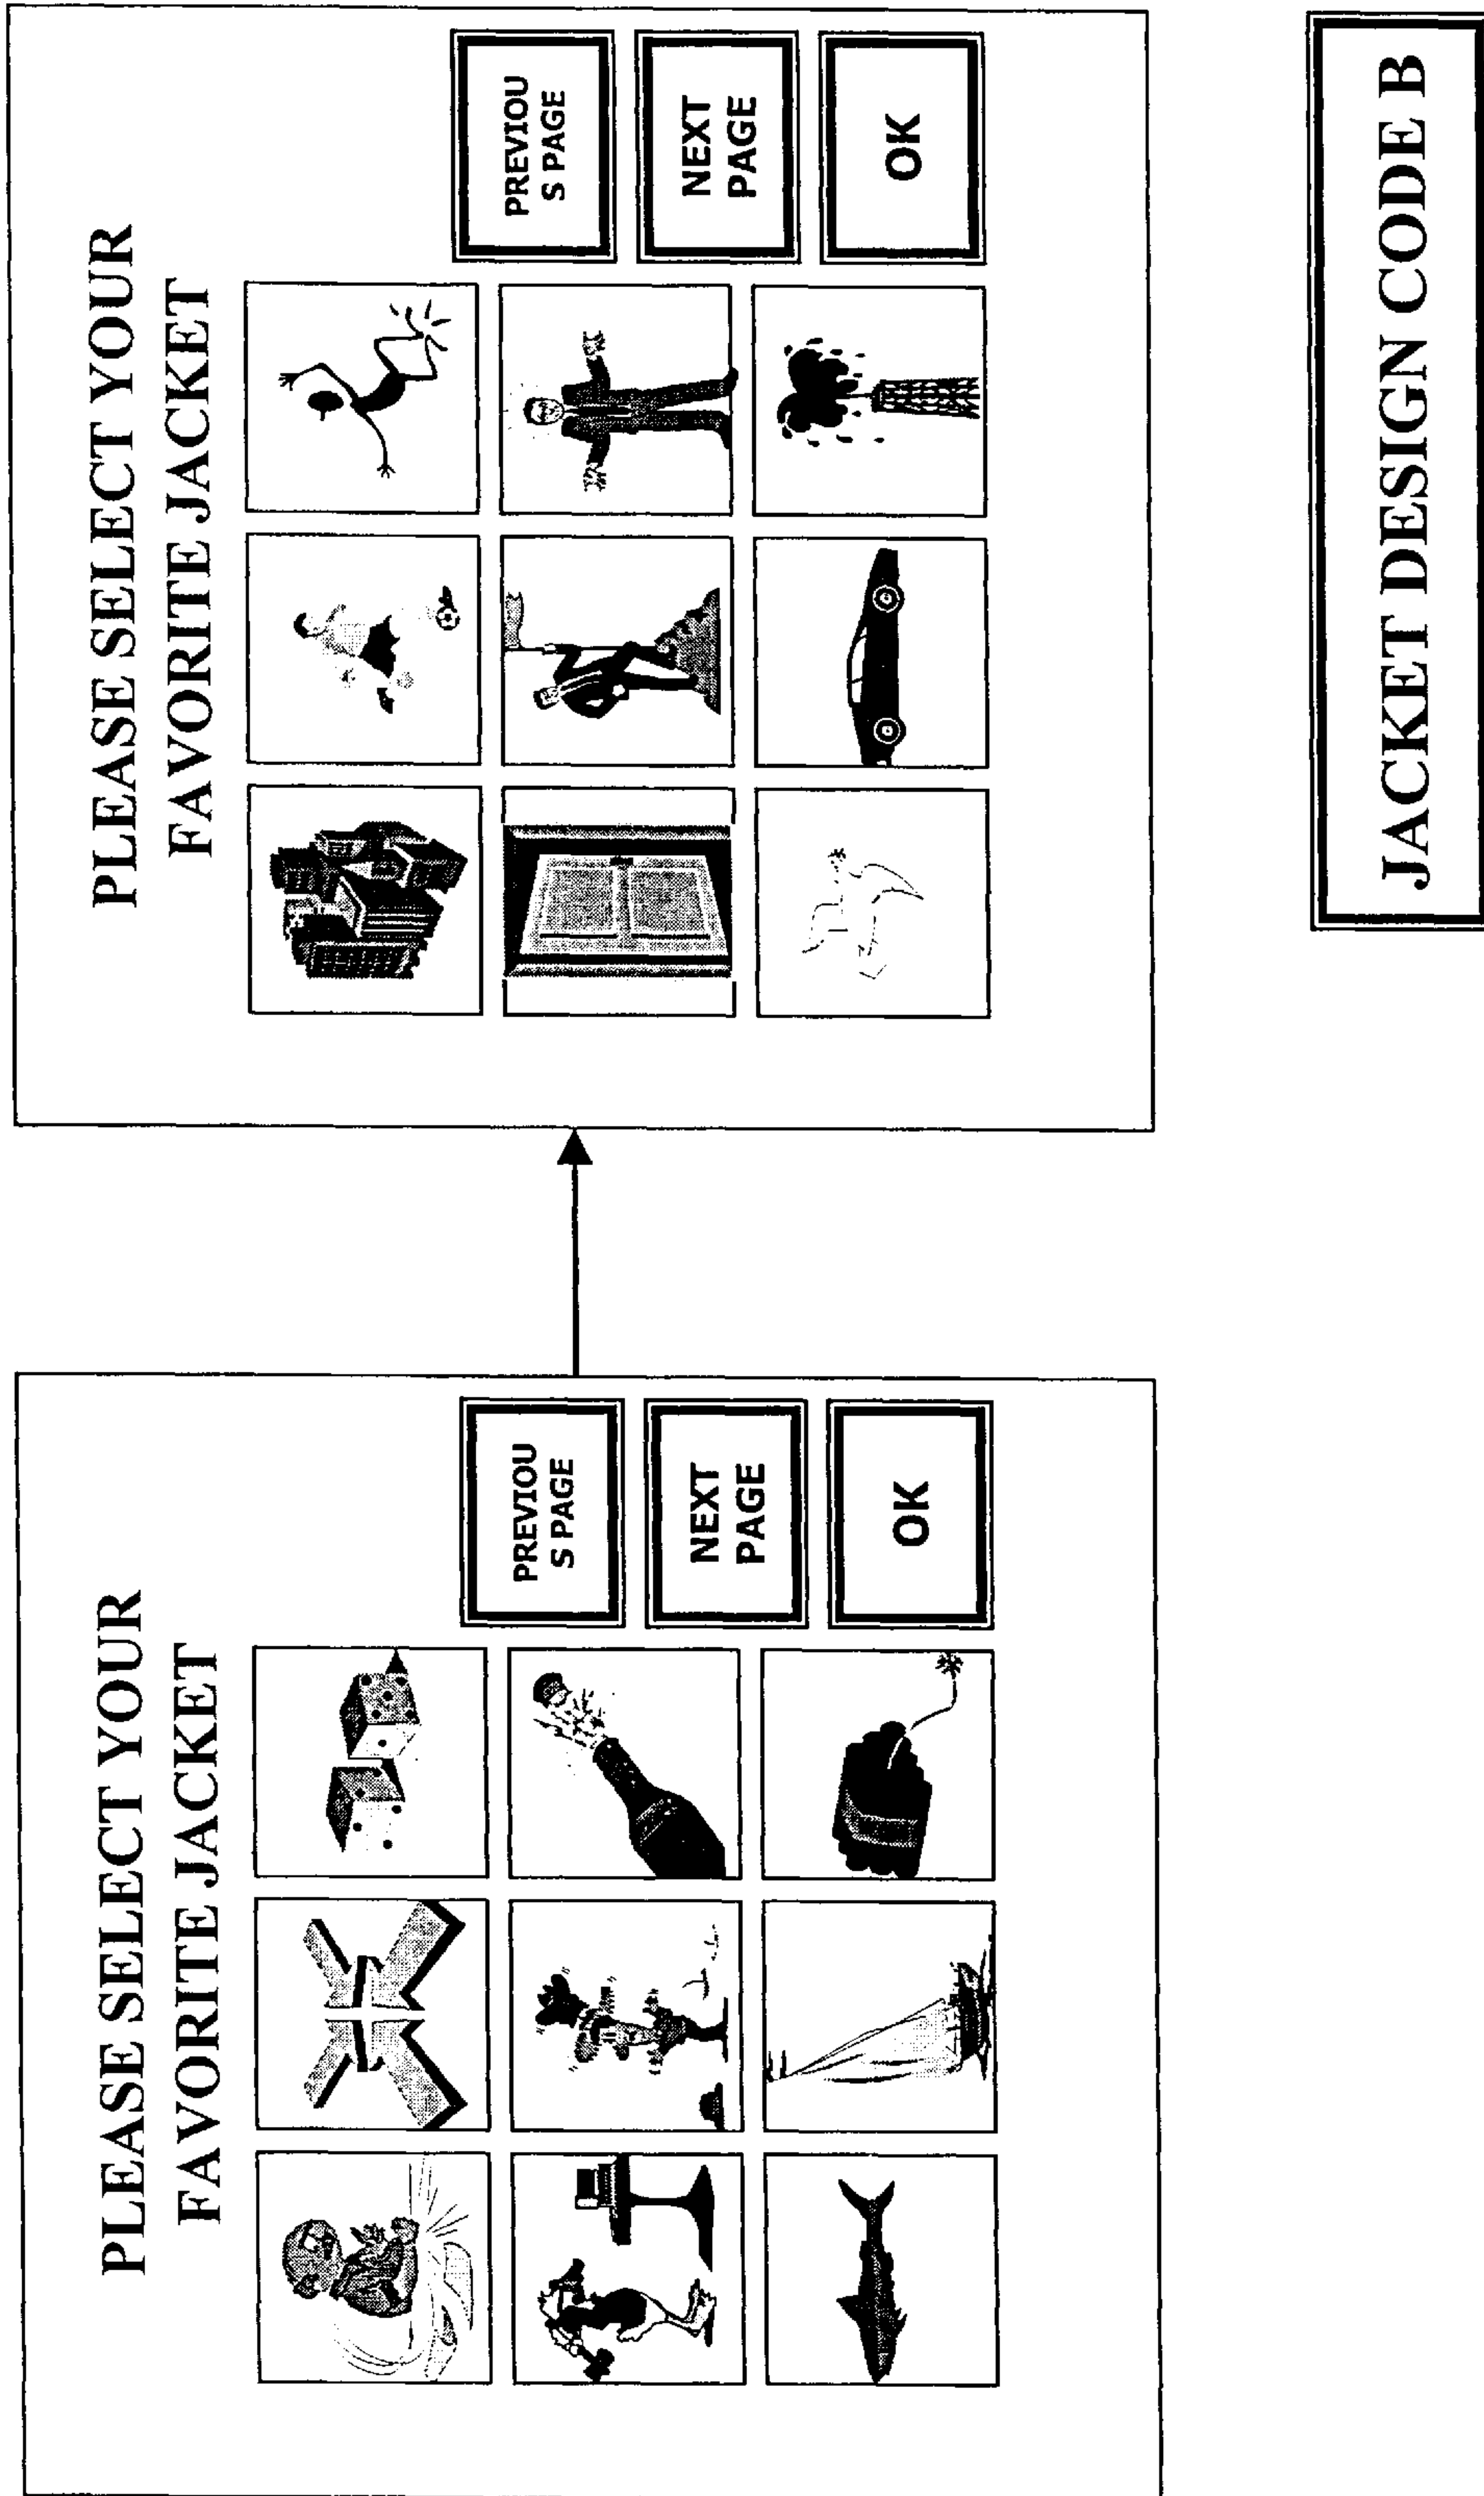 PLEASE SELECT YOUR
FAVORITE JACKET
PREVIOU
S PAGE
NEXT
PAGE
OK
PLEASE SELECT YOUR
FAVORITE JACKET
PREVIOU
S PAGE
NEXT
PAGE
OK
JACKET DESIGN CODE B